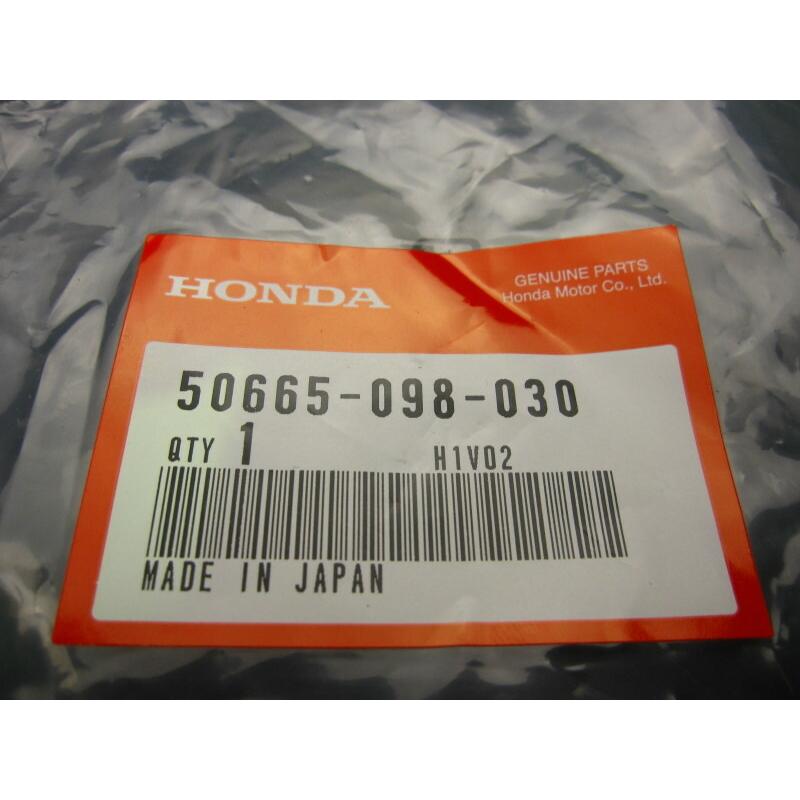 HONDA
GENUINE PARTS
Honda Motor Co., Ltd.
50665-098-030
QTY 1 H1V02
MADE IN JAPAN